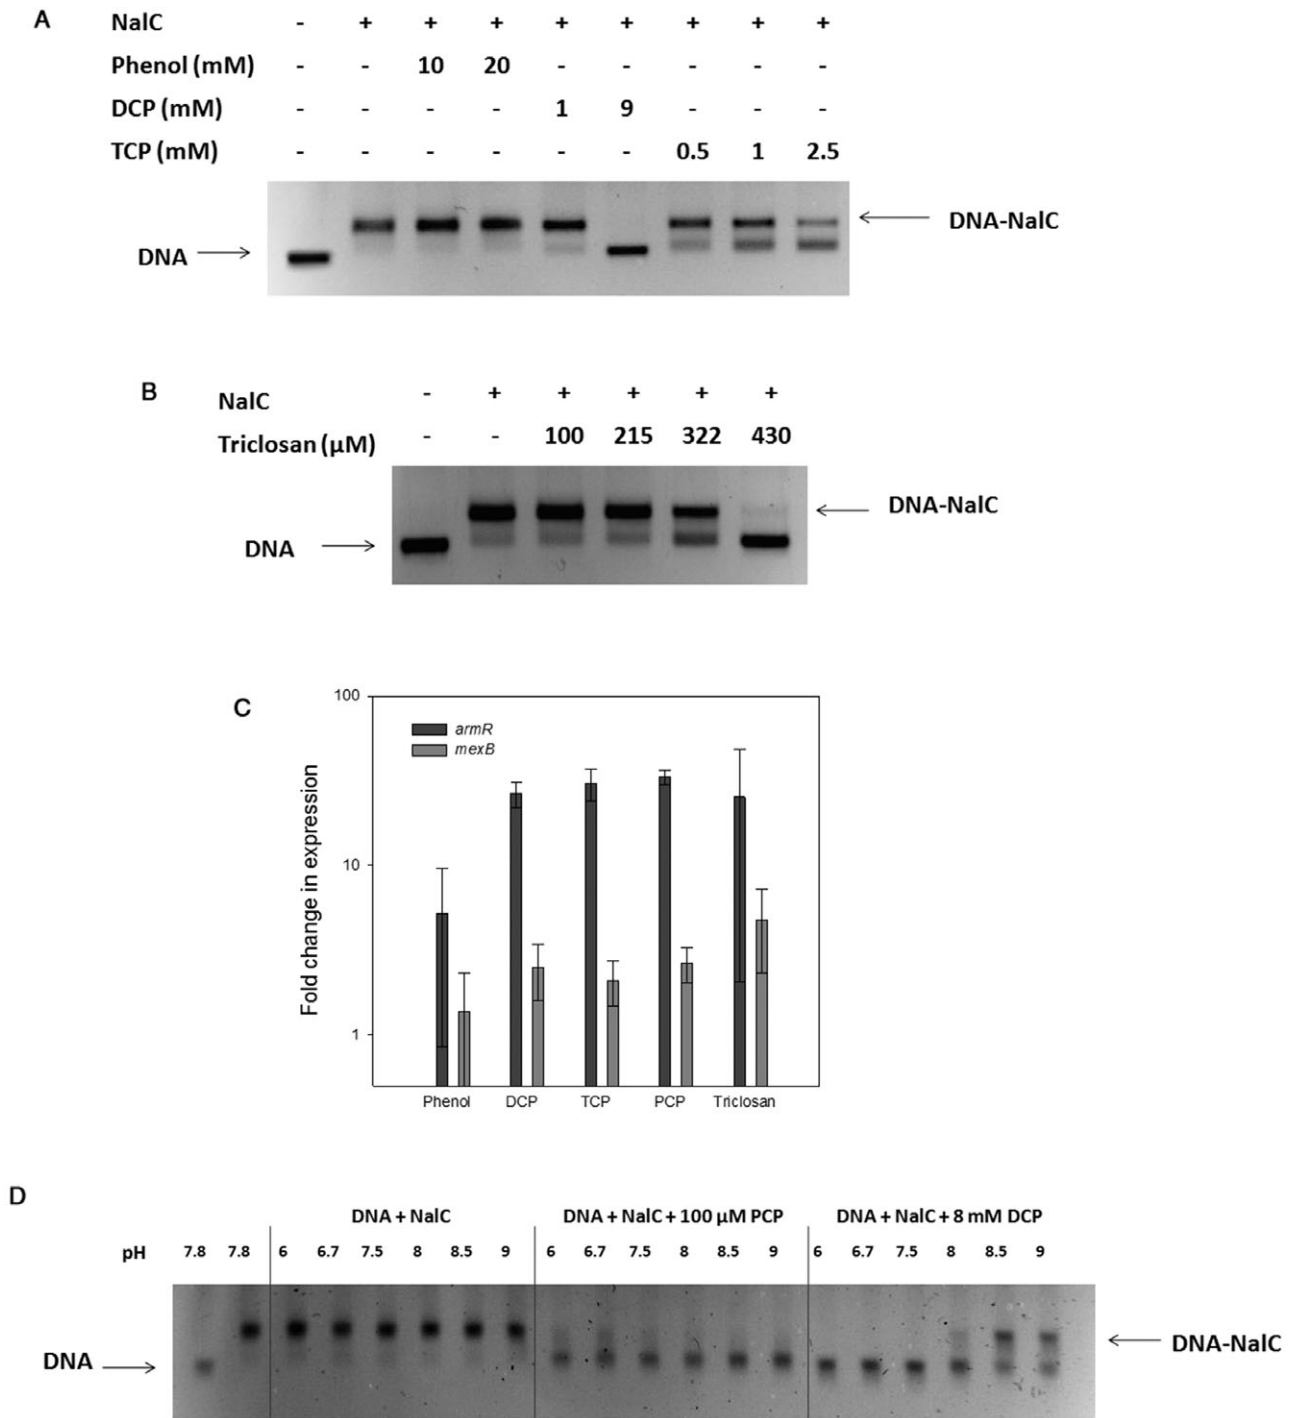 A
NalC - + + + + + + + +
Phenol (mM) - - 10 20 - - - - -
DCP (mM) - - - - 1 9 - - -
TCP (mM) - - - - - - 0.5 1 2.5
DNA-NalC
DNA
B
NalC - + + + + +
Triclosan (µM) - - 100 215 322 430
DNA-NalC
DNA
C
100
armR
mexB
10
1
Fold change in expression
Phenol DCP TCP PCP Triclosan
D
DNA + NalC DNA + NalC + 100 µM PCP DNA + NalC + 8 mM DCP
pH 7.8 7.8 6 6.7 7.5 8 8.5 9 6 6.7 7.5 8 8.5 9 6 6.7 7.5 8 8.5 9
DNA-NalC
DNA